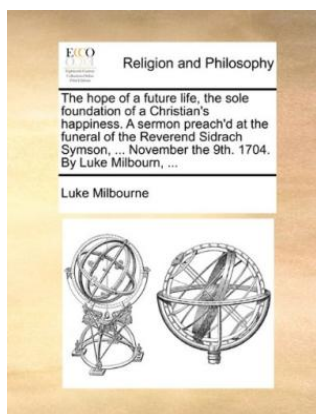 ECCO
Religion and Philosophy
The hope of a future life, the sole
foundation of a Christian's
happiness. A sermon preach'd at the
funeral of the Reverend Sidrach
Symson, ... November the 9th. 1704.
By Luke Milbourn, ...
Luke Milbourne